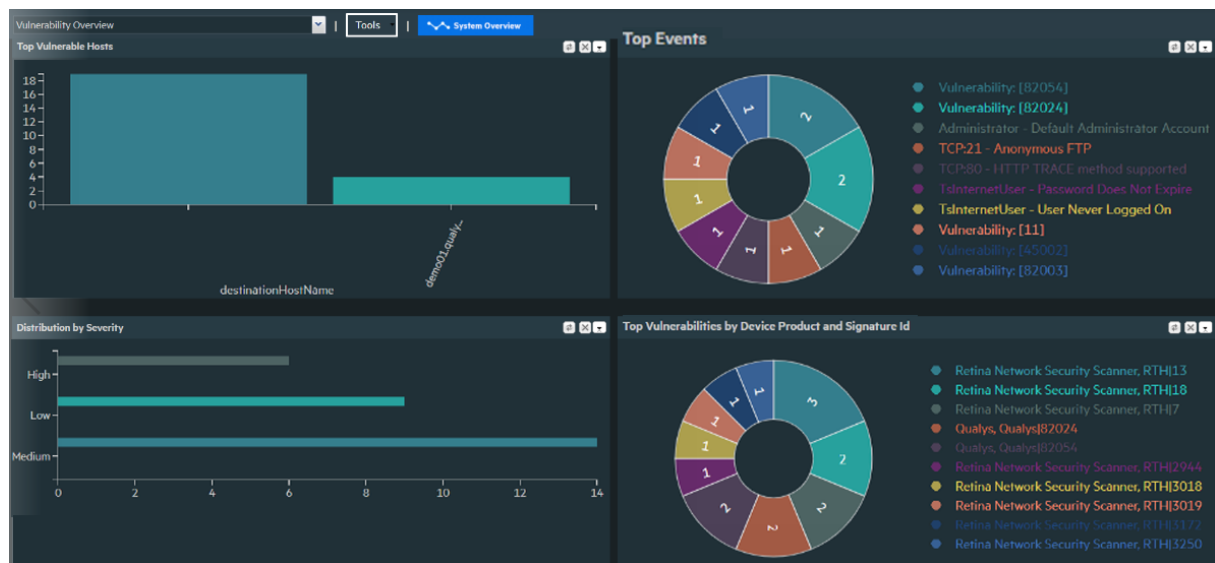 Vulnerability Overview | Tools | System Overview
Top Vulnerable Hosts
18
16
14
12
10
8
6
4
2
0
demo01.qualy...
destinationHostName
Top Events
2
2
1
1
1
1
1
1
1
1
Vulnerability: [82054]
Vulnerability: [82024]
Administrator - Default Administrator Account
TCP:21 - Anonymous FTP
TCP:80 - HTTP TRACE method supported
TsInternetUser - Password Does Not Expire
TsInternetUser - User Never Logged On
Vulnerability: [11]
Vulnerability: [45002]
Vulnerability: [82003]
Distribution by Severity
High
Low
Medium
0 2 4 6 8 10 12 14
Top Vulnerabilities by Device Product and Signature Id
3
2
2
2
2
1
1
1
1
1
Retina Network Security Scanner, RTH|13
Retina Network Security Scanner, RTH|18
Retina Network Security Scanner, RTH|7
Qualys, Qualys|82024
Qualys, Qualys|82054
Retina Network Security Scanner, RTH|2944
Retina Network Security Scanner, RTH|3018
Retina Network Security Scanner, RTH|3019
Retina Network Security Scanner, RTH|3172
Retina Network Security Scanner, RTH|3250